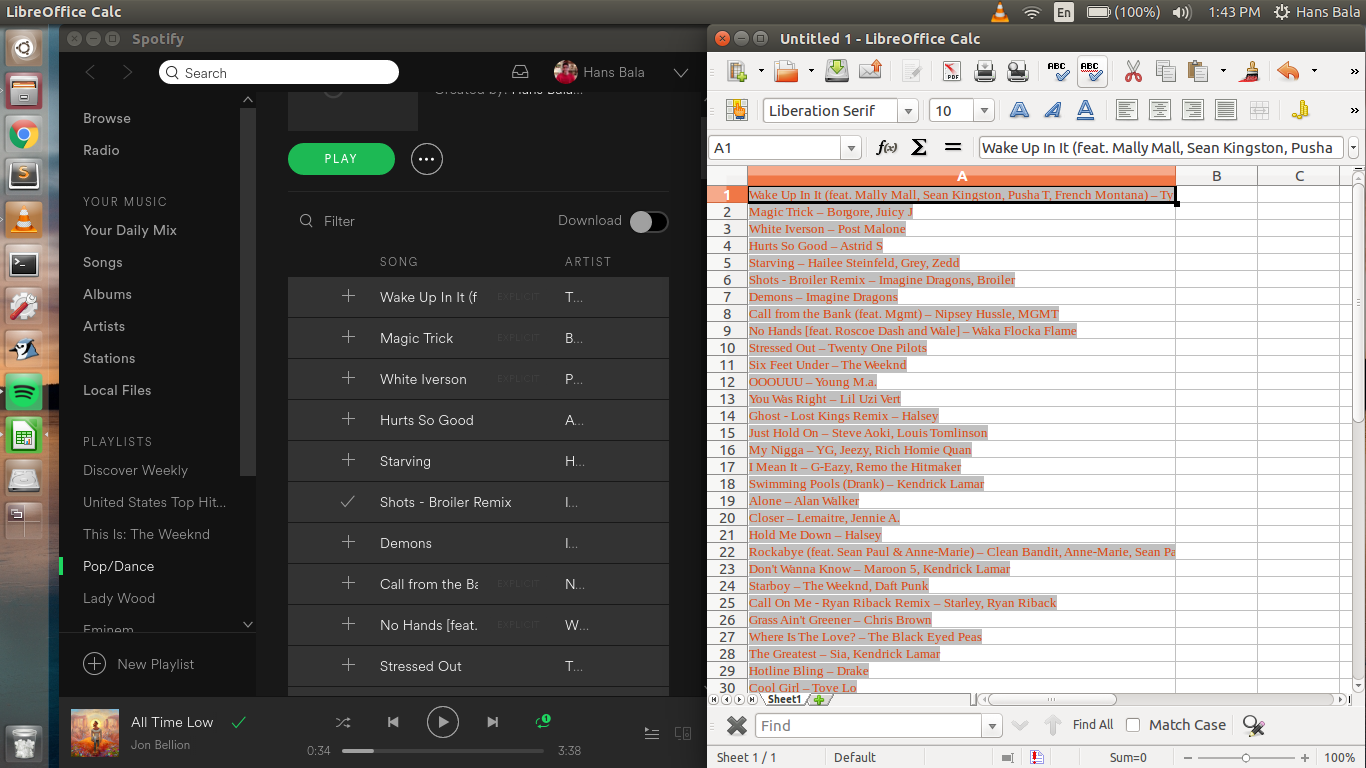 LibreOffice Calc
En
(100%)
1:43 PM
Hans Bala
Spotify
Search
Hans Bala
Created by: Hans Bala...
Browse
Radio
PLAY
Filter
Download
YOUR MUSIC
Your Daily Mix
Songs
Albums
Artists
Stations
Local Files
PLAYLISTS
Discover Weekly
United States Top Hit...
This Is: The Weeknd
Pop/Dance
Lady Wood
Eminem
New Playlist
SONG ARTIST
Wake Up In It (f EXPLICIT T...
Magic Trick EXPLICIT B...
White Iverson EXPLICIT P...
Hurts So Good A...
Starving H...
Shots - Broiler Remix I...
Demons I...
Call from the Ba EXPLICIT N...
No Hands [feat. EXPLICIT W...
Stressed Out T...
All Time Low
Jon Bellion
0:34
3:38
Untitled 1 - LibreOffice Calc
PDF
ABC
ABC
Liberation Serif
10
A1
f(x) Σ =
Wake Up In It (feat. Mally Mall, Sean Kingston, Pusha
A B C
1 Wake Up In It (feat. Mally Mall, Sean Kingston, Pusha T, French Montana) – Ty
2 Magic Trick – Borgore, Juicy J
3 White Iverson – Post Malone
4 Hurts So Good – Astrid S
5 Starving – Hailee Steinfeld, Grey, Zedd
6 Shots - Broiler Remix – Imagine Dragons, Broiler
7 Demons – Imagine Dragons
8 Call from the Bank (feat. Mgmt) – Nipsey Hussle, MGMT
9 No Hands [feat. Roscoe Dash and Wale] – Waka Flocka Flame
10 Stressed Out – Twenty One Pilots
11 Six Feet Under – The Weeknd
12 OOOUUU – Young M.a.
13 You Was Right – Lil Uzi Vert
14 Ghost - Lost Kings Remix – Halsey
15 Just Hold On – Steve Aoki, Louis Tomlinson
16 My Nigga – YG, Jeezy, Rich Homie Quan
17 I Mean It – G-Eazy, Remo the Hitmaker
18 Swimming Pools (Drank) – Kendrick Lamar
19 Alone – Alan Walker
20 Closer – Lemaitre, Jennie A.
21 Hold Me Down – Halsey
22 Rockabye (feat. Sean Paul & Anne-Marie) – Clean Bandit, Anne-Marie, Sean Pa
23 Don't Wanna Know – Maroon 5, Kendrick Lamar
24 Starboy – The Weeknd, Daft Punk
25 Call On Me - Ryan Riback Remix – Starley, Ryan Riback
26 Grass Ain't Greener – Chris Brown
27 Where Is The Love? – The Black Eyed Peas
28 The Greatest – Sia, Kendrick Lamar
29 Hotline Bling – Drake
30 Cool Girl – Tove Lo
Sheet1
Find
Find All
Match Case
Sheet 1 / 1
Default
Sum=0
100%